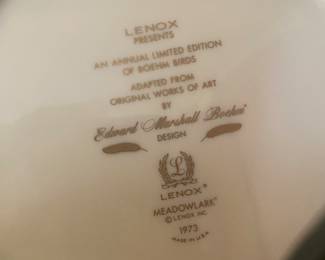 LENOX
PRESENTS
AN ANNUAL LIMITED EDITION
OF BOEHM BIRDS
ADAPTED FROM
ORIGINAL WORKS OF ART
BY
Edward Marshall Boehm
DESIGN
L
LENOX®
MEADOWLARK
© LENOX INC.
1973
MADE IN U.S.A.